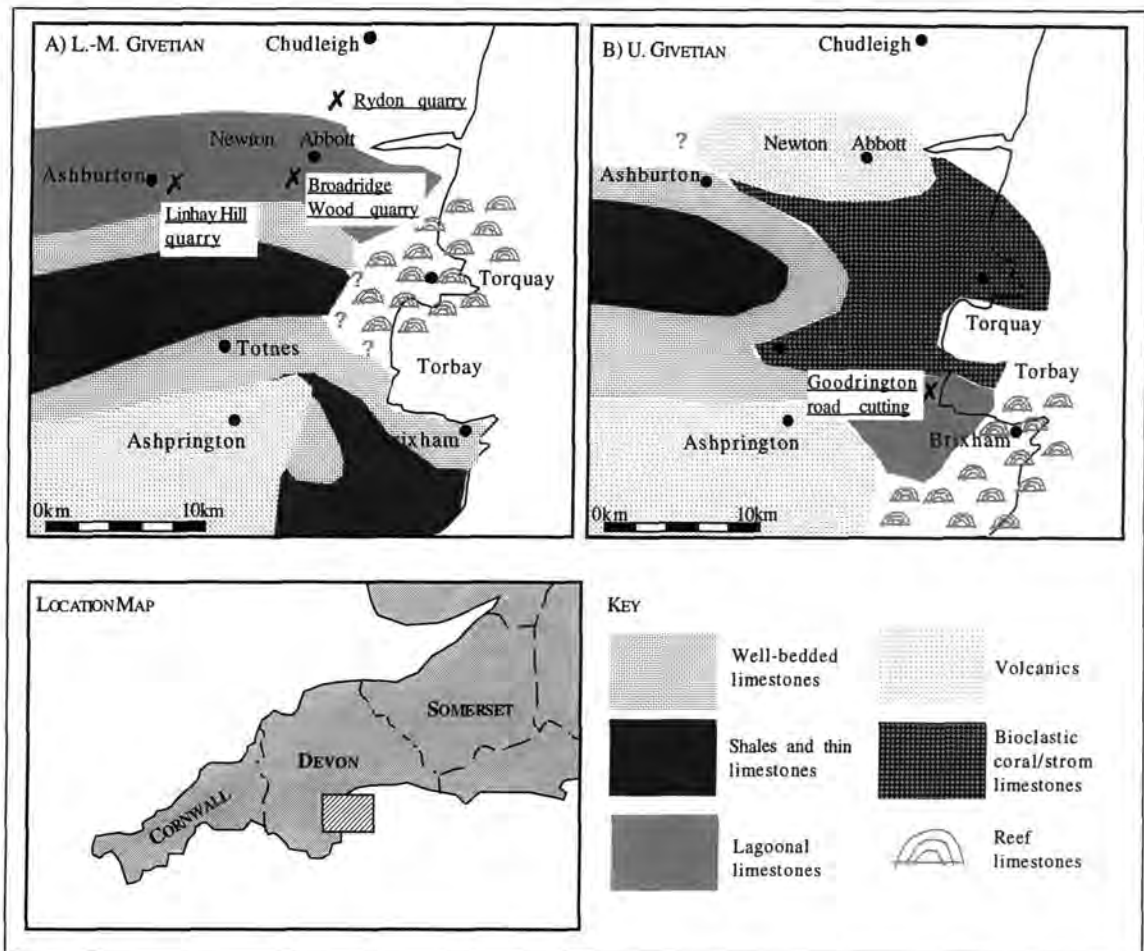 A) L.-M. GIVETIAN
Chudleigh
Rydon quarry
Newton Abbott
Ashburton
Broadridge
Wood quarry
Linhay Hill
quarry
?
Torquay
?
?
Totnes
Torbay
Ashprington
rixham
0km 10km
B) U. GIVETIAN
Chudleigh
?
Newton Abbott
Ashburton
Torquay
Goodrington
road cutting
Torbay
Ashprington
Brixham
?
0km 10km
LOCATION MAP
SOMERSET
DEVON
CORNWALL
KEY
Well-bedded
limestones
Volcanics
Shales and thin
limestones
Bioclastic
coral/strom
limestones
Lagoonal
limestones
Reef
limestones